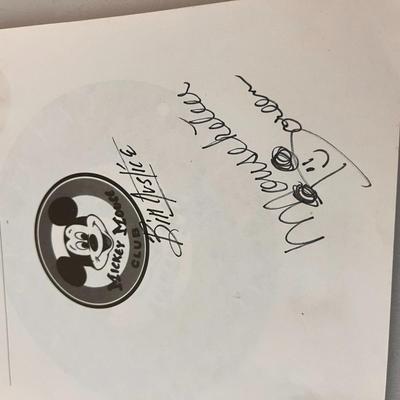 Mouseketeer
Doreen
Bill Justice
MICKEY MOUSE
CLUB